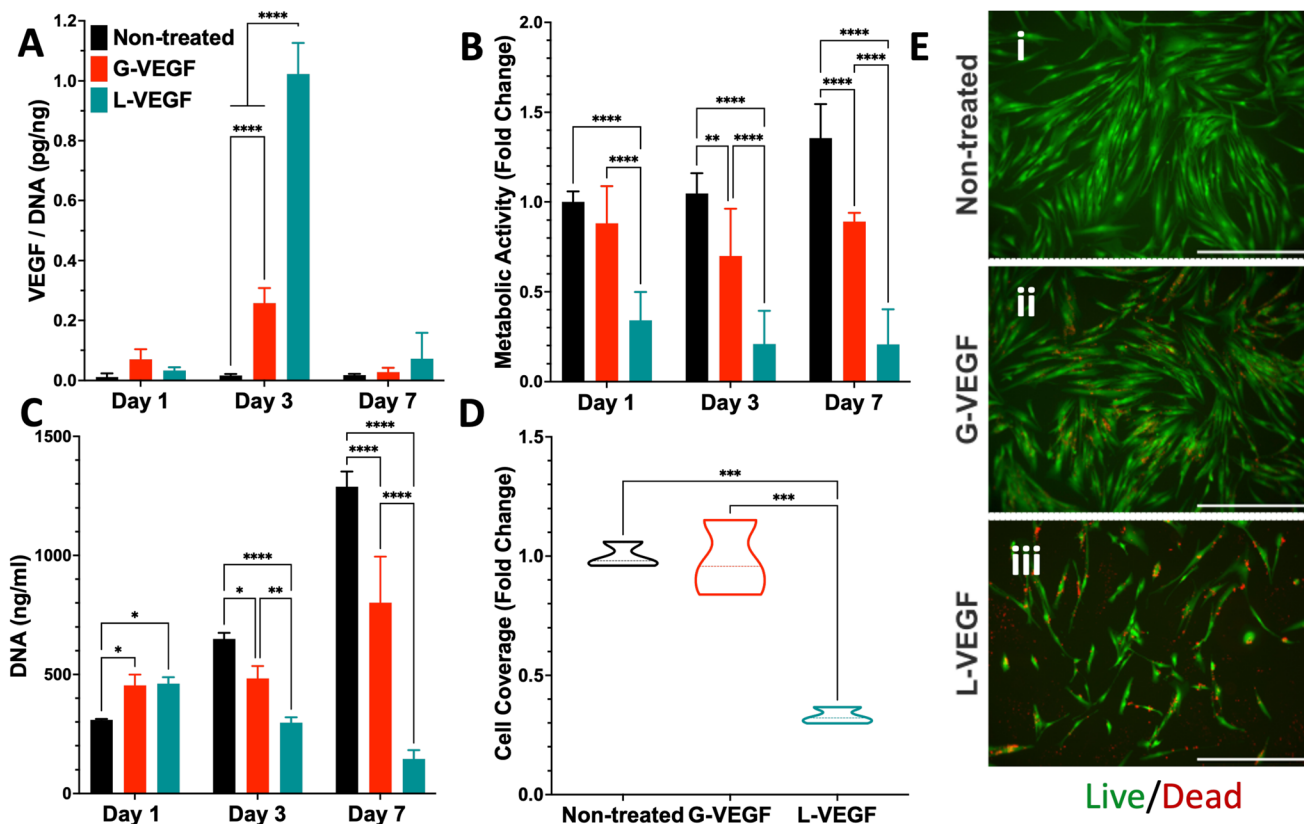 A
Non-treated
G-VEGF
L-VEGF
VEGF / DNA (pg/ng)
1.2
1.0
0.8
0.6
0.4
0.2
0.0
****
****
Day 1 Day 3 Day 7
B
Metabolic Activity (Fold Change)
2.0
1.5
1.0
0.5
0.0
****
****
****
** ****
****
****
****
Day 1 Day 3 Day 7
C
DNA (ng/ml)
1500
1000
500
0
*
*
****
* **
****
****
****
Day 1 Day 3 Day 7
D
Cell Coverage (Fold Change)
1.5
1.0
0.5
0.0
***
***
Non-treated G-VEGF L-VEGF
E
Non-treated
i
G-VEGF
ii
L-VEGF
iii
Live/Dead